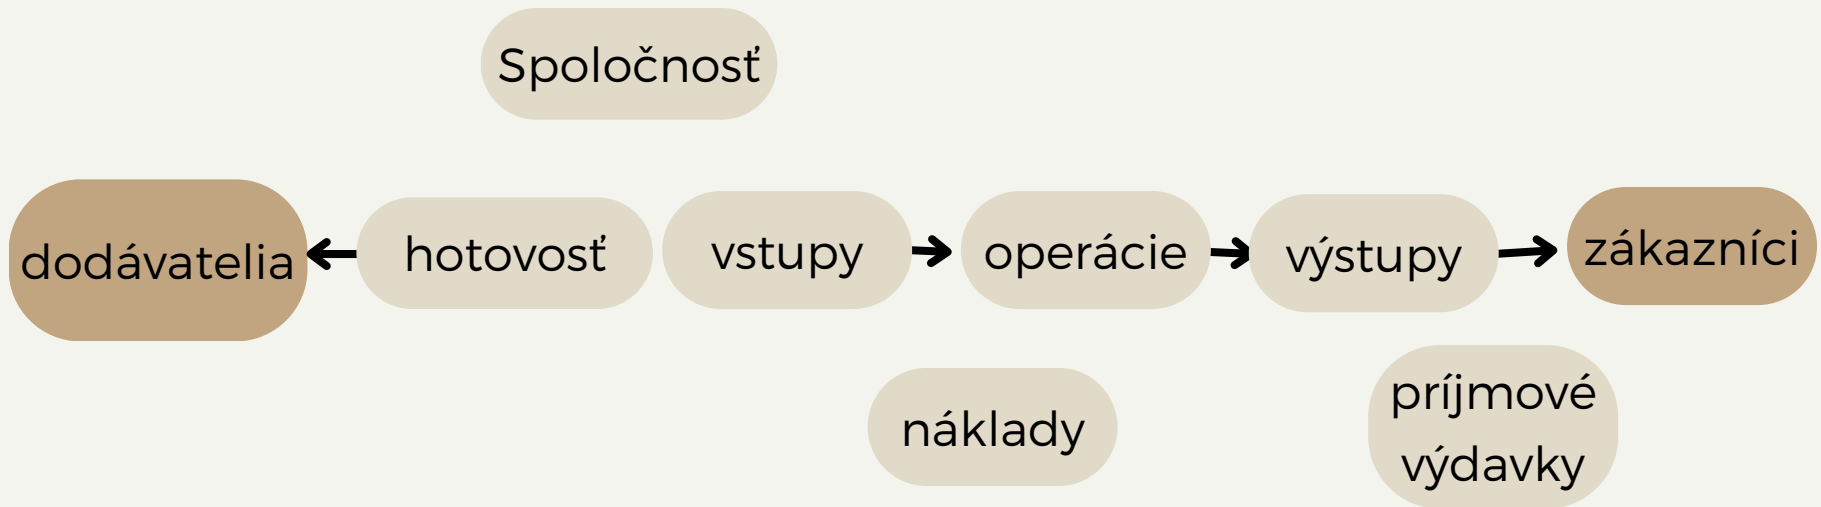 Spoločnosť
dodávatelia
hotovosť
vstupy
operácie
výstupy
zákazníci
náklady
príjmové
výdavky